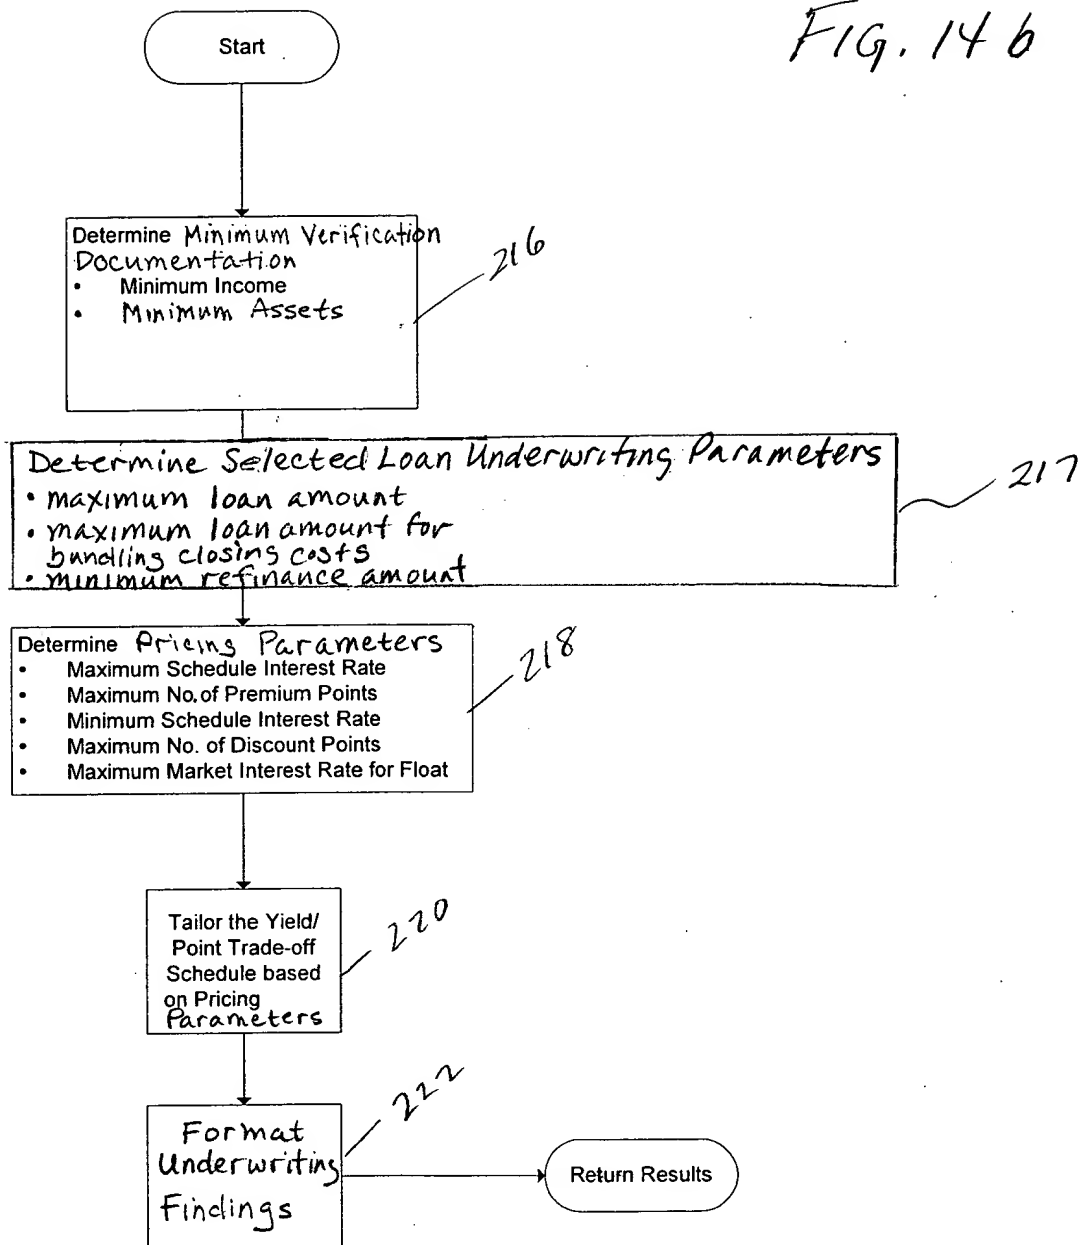 FIG. 14 b
Start
Determine Minimum Verification
Documentation
• Minimum Income
• Minimum Assets
216
Determine Selected Loan Underwriting Parameters
• maximum loan amount
• maximum loan amount for
bundling closing costs
• minimum refinance amount
217
Determine Pricing Parameters
• Maximum Schedule Interest Rate
• Maximum No. of Premium Points
• Minimum Schedule Interest Rate
• Maximum No. of Discount Points
• Maximum Market Interest Rate for Float
218
Tailor the Yield/
Point Trade-off
Schedule based
on Pricing
Parameters
220
Format
Underwriting
Findings
222
Return Results